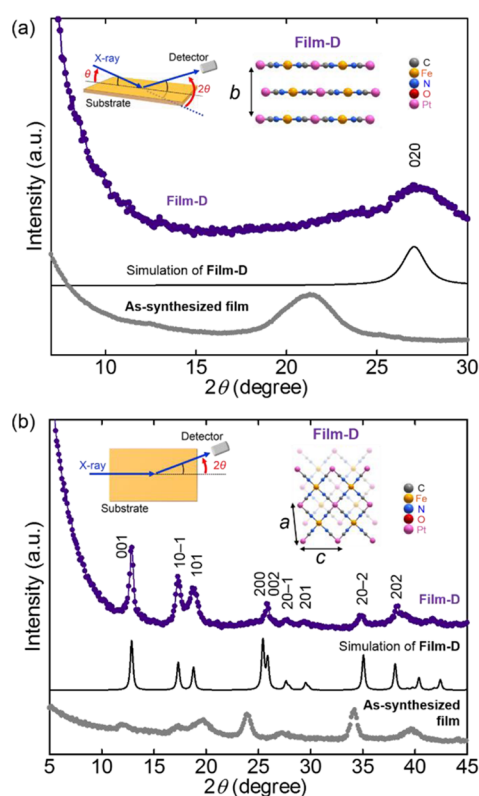 (a)
Intensity (a.u.)
X-ray
θ
Detector
2θ
Substrate
Film-D
b
C
Fe
N
O
Pt
020
Film-D
Simulation of Film-D
As-synthesized film
10
15
20
25
30
2θ (degree)
(b)
Intensity (a.u.)
X-ray
Detector
2θ
Substrate
Film-D
a
c
C
Fe
N
O
Pt
001
10–1
101
200
002
20–1
201
20–2
202
Film-D
Simulation of Film-D
As-synthesized
film
5
10
15
20
25
30
35
40
45
2θ (degree)